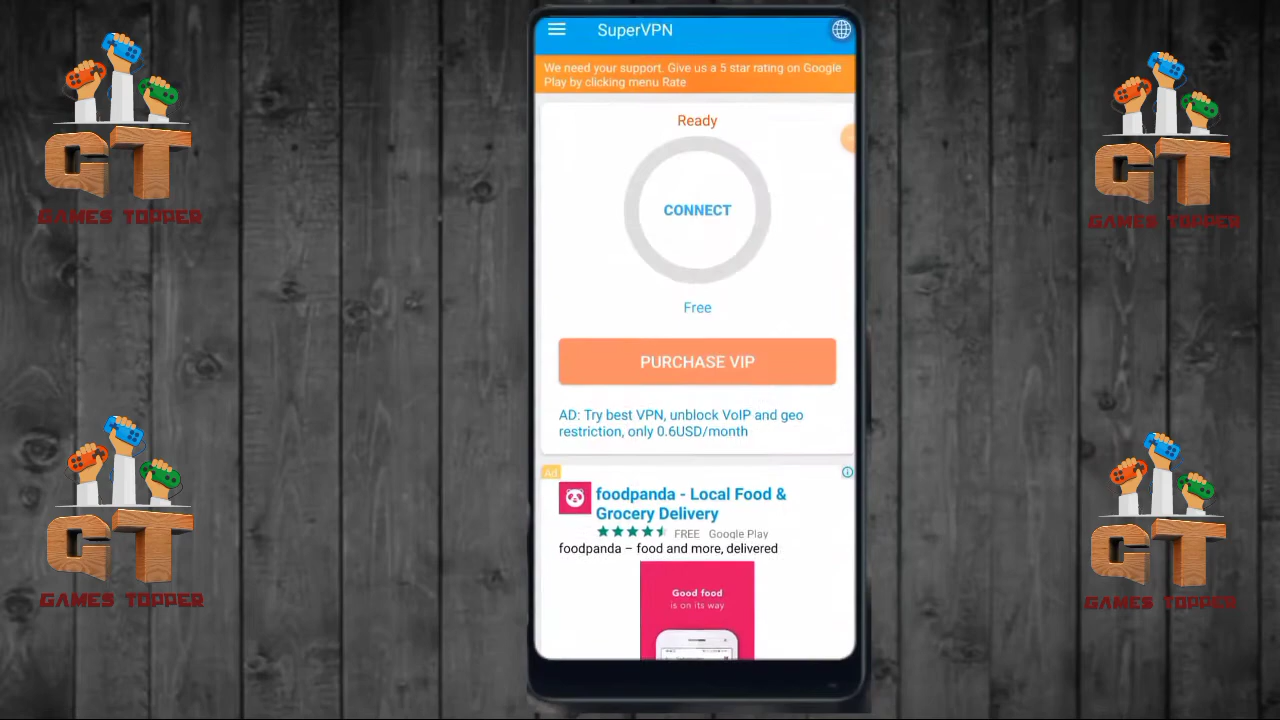 SuperVPN
We need your support. Give us a 5 star rating on Google
Play by clicking menu Rate
Ready
CONNECT
Free
PURCHASE VIP
AD: Try best VPN, unblock VoIP and geo
restriction, only 0.6USD/month
Ad
foodpanda - Local Food &
Grocery Delivery
FREE Google Play
foodpanda – food and more, delivered
Good food
is on its way
GT
GAMES TOPPER
GT
GAMES TOPPER
GT
GAMES TOPPER
GT
GAMES TOPPER